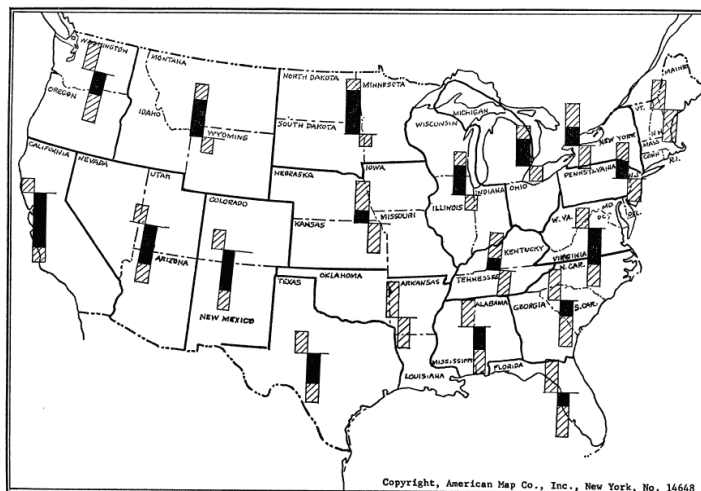 WASHINGTON
MONTANA
NORTH DAKOTA
MINNESOTA
MAINE
OREGON
IDAHO
WYOMING
SOUTH DAKOTA
WISCONSIN
MICHIGAN
VT.
N.H.
NEW YORK
MASS
CONN.
R.I.
CALIFORNIA
NEVADA
UTAH
NEBRASKA
IOWA
PENNSYLVANIA
N.J.
COLORADO
ILLINOIS
INDIANA
OHIO
MISSOURI
KANSAS
W.VA.
MD
D.C.
DEL.
KENTUCKY
VIRGINIA
ARIZONA
OKLAHOMA
TEXAS
ARKANSAS
TENNESSEE
N.CAR.
NEW MEXICO
ALABAMA
GEORGIA
S.CAR.
MISSISSIPPI
LOUISIANA
FLORIDA
Copyright, American Map Co., Inc., New York, No. 14648